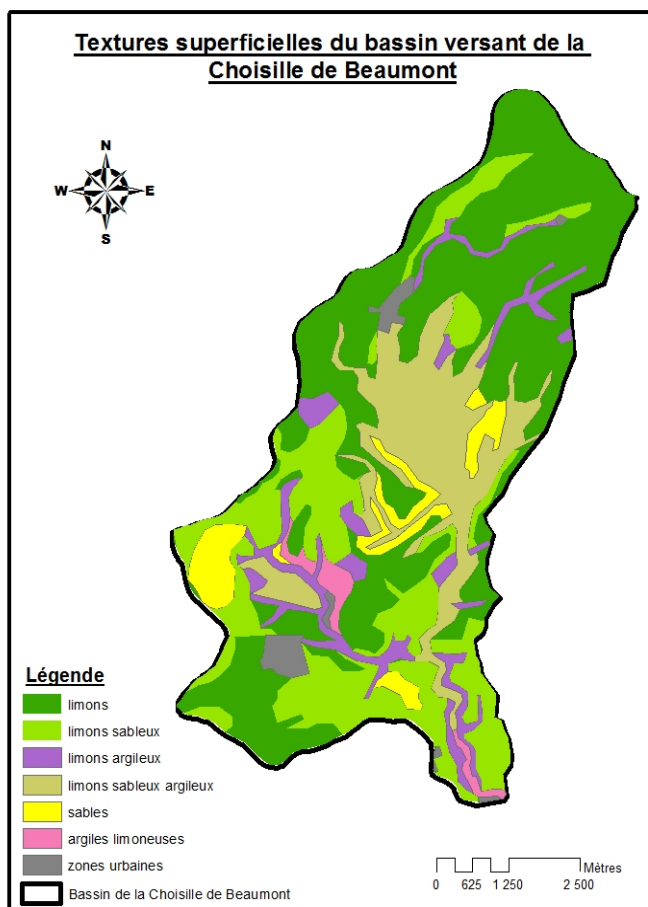 Textures superficielles du bassin versant de la
Choisille de Beaumont
N
W E
S
Légende
limons
limons sableux
limons argileux
limons sableux argileux
sables
argiles limoneuses
zones urbaines
Bassin de la Choisille de Beaumont
Mètres
0 625 1 250 2 500